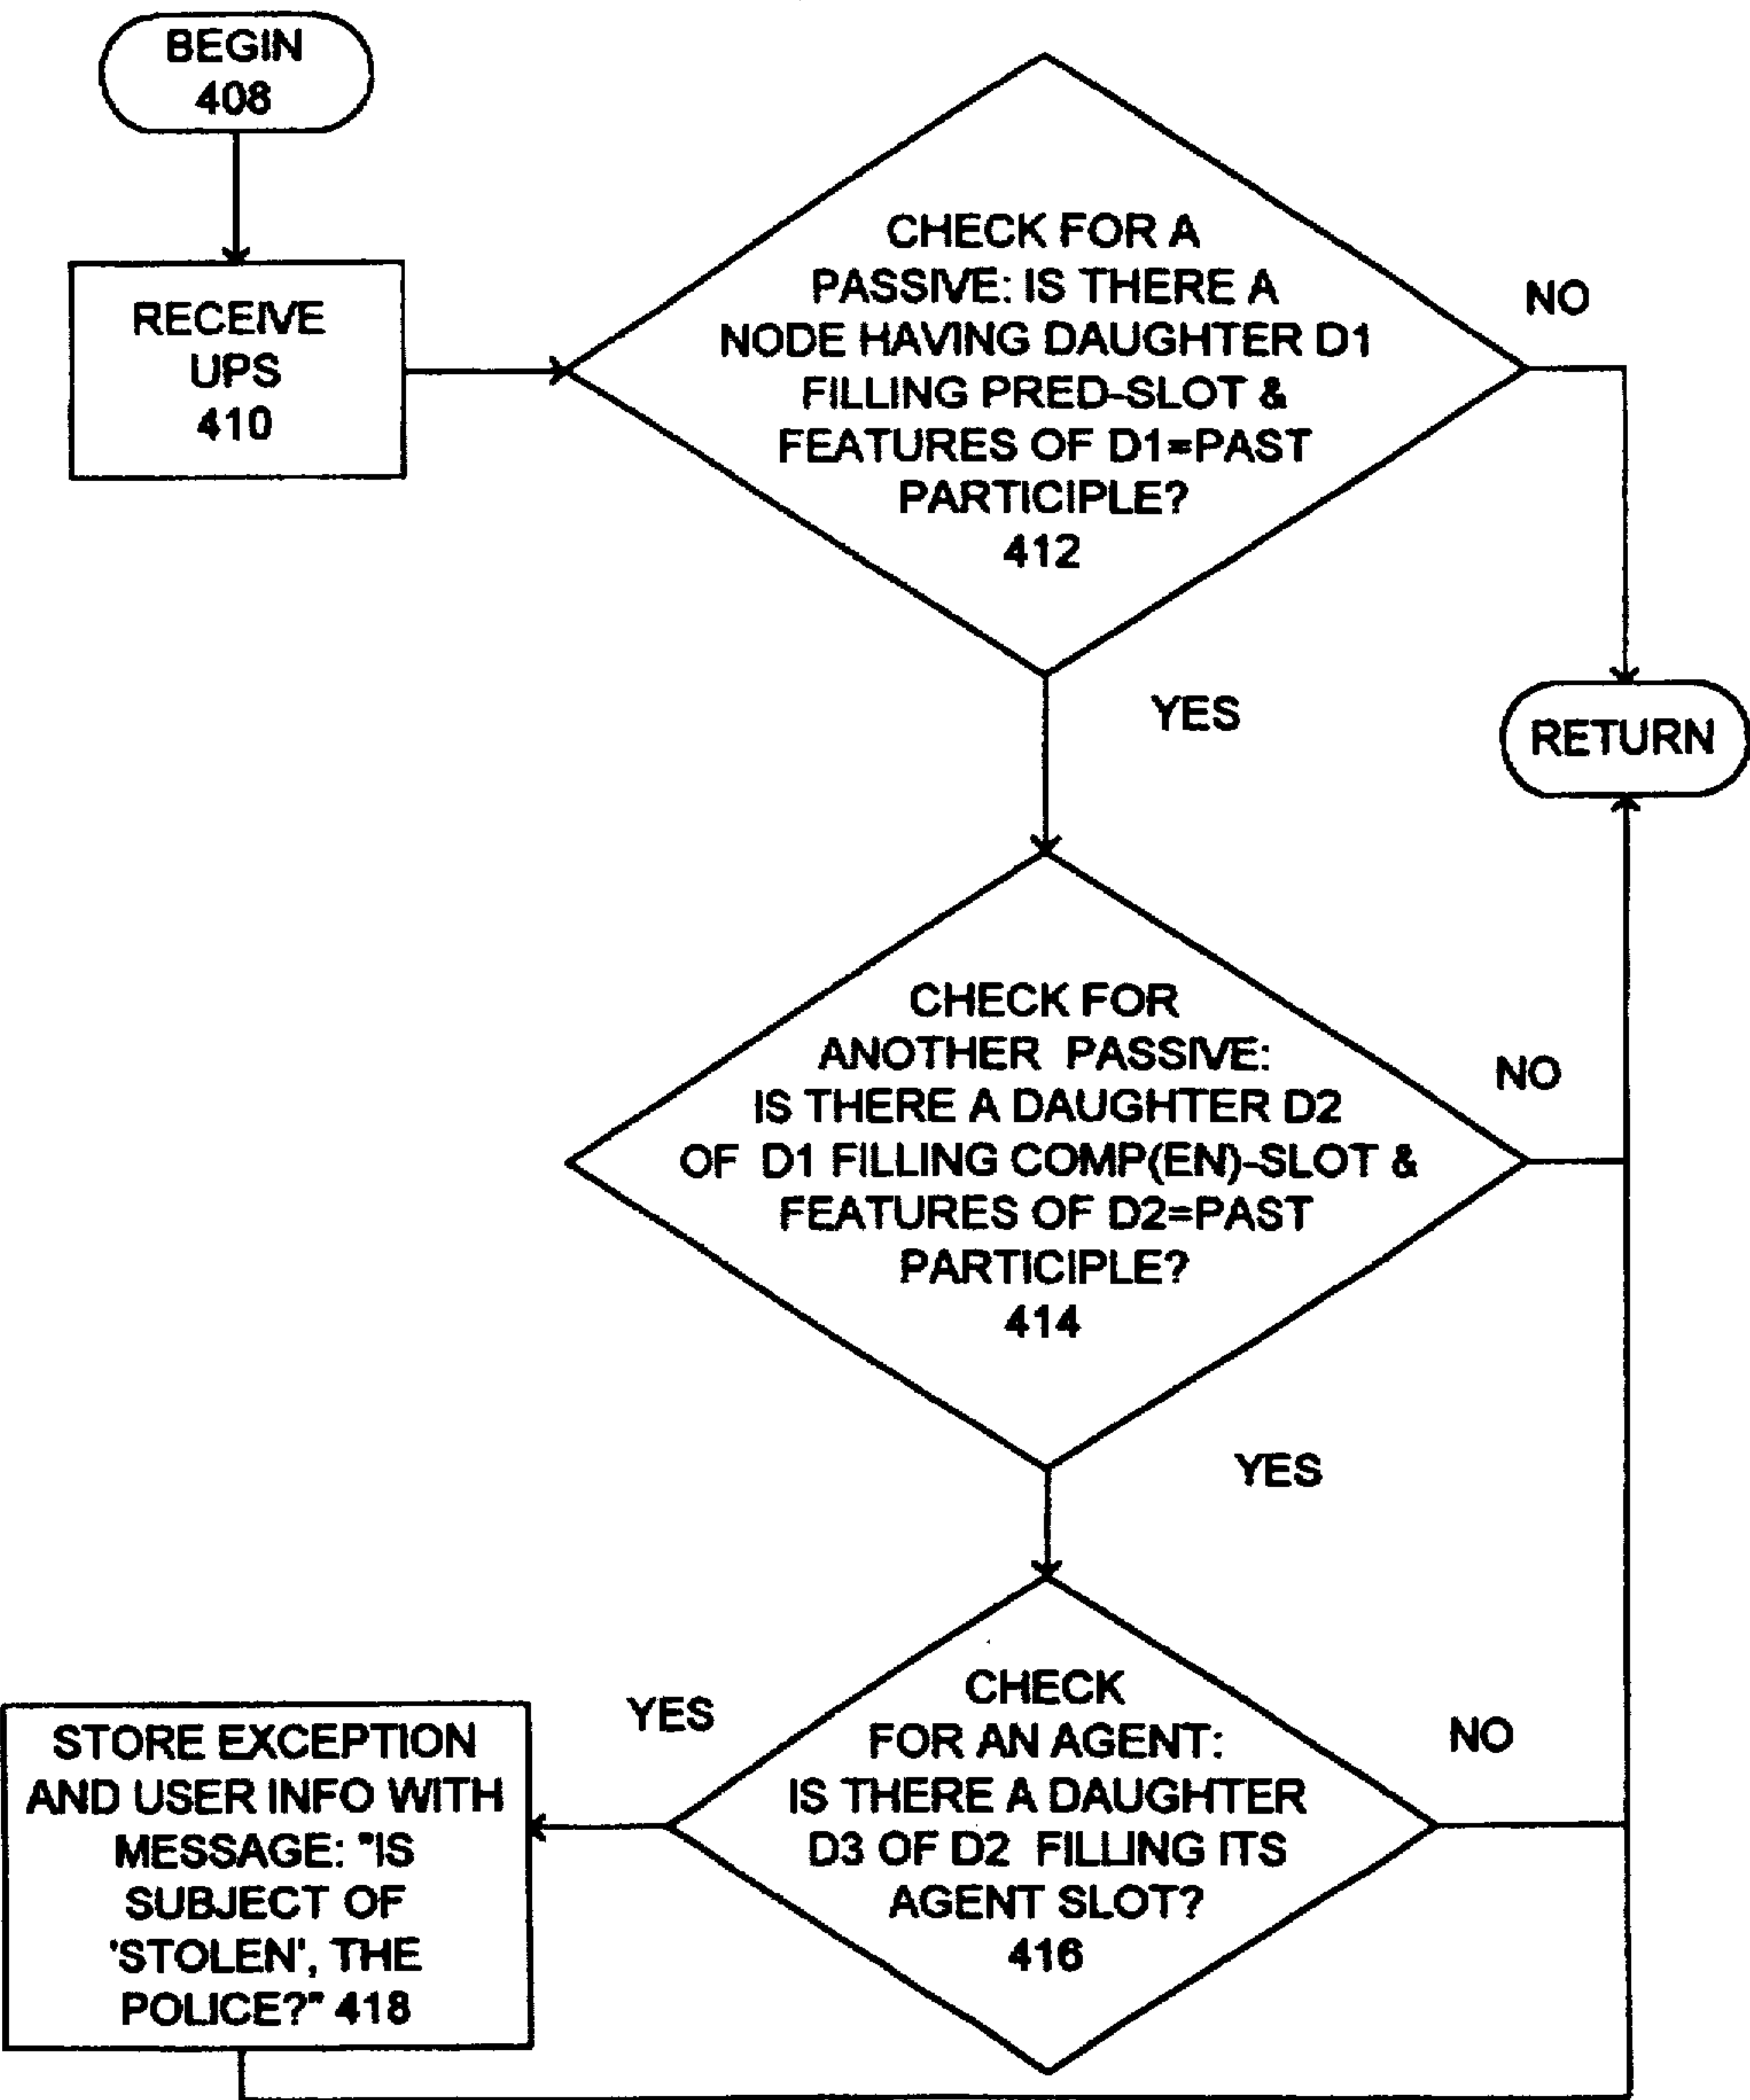 BEGIN
408
RECEIVE
UPS
410
CHECK FOR A
PASSIVE: IS THERE A
NODE HAVING DAUGHTER D1
FILLING PRED-SLOT &
FEATURES OF D1=PAST
PARTICIPLE?
412
NO
YES
RETURN
CHECK FOR
ANOTHER PASSIVE:
IS THERE A DAUGHTER D2
OF D1 FILLING COMP(EN)-SLOT &
FEATURES OF D2=PAST
PARTICIPLE?
414
NO
YES
CHECK
FOR AN AGENT:
IS THERE A DAUGHTER
D3 OF D2 FILLING ITS
AGENT SLOT?
416
YES
NO
STORE EXCEPTION
AND USER INFO WITH
MESSAGE: "IS
SUBJECT OF
'STOLEN', THE
POLICE?" 418